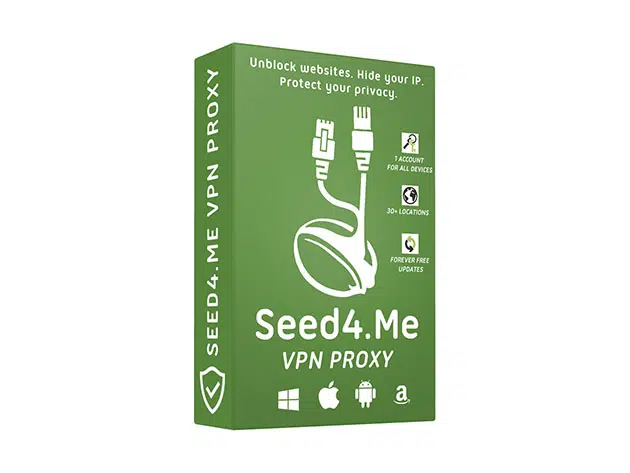 Unblock websites. Hide your IP.
Protect your privacy.
1 ACCOUNT
FOR ALL DEVICES
30+ LOCATIONS
FOREVER FREE
UPDATES
Seed4.Me
VPN PROXY
SEED4.ME VPN PROXY